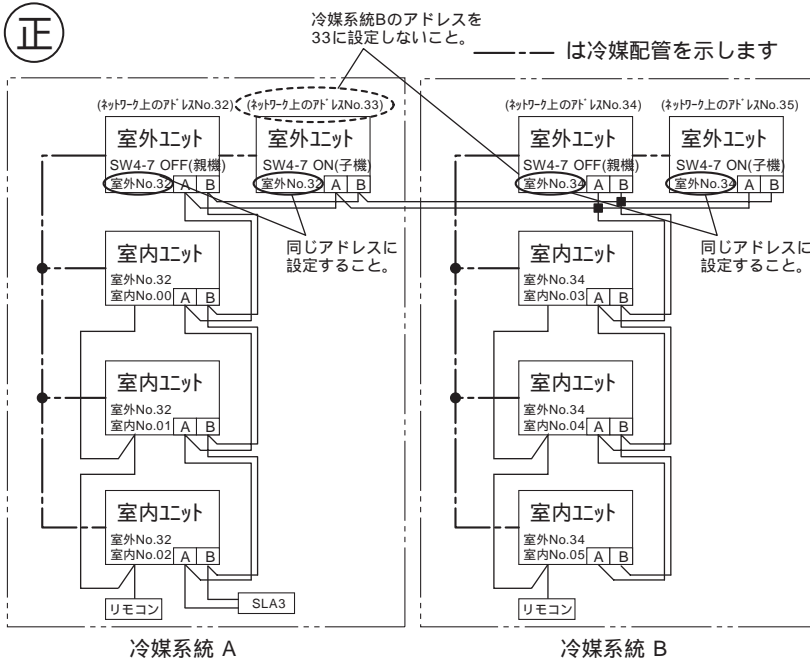 正
冷媒系統Bのアドレスを
33に設定しないこと。
は冷媒配管を示します
(ﾈｯﾄﾜｰｸ上のｱﾄﾞﾚｽNo.32)
(ﾈｯﾄﾜｰｸ上のｱﾄﾞﾚｽNo.33)
室外ﾕﾆｯﾄ
SW4-7 OFF(親機)
室外No.32 A B
室外ﾕﾆｯﾄ
SW4-7 ON(子機)
室外No.32 A B
同じアドレスに
設定すること。
室内ﾕﾆｯﾄ
室外No.32
室内No.00 A B
室内ﾕﾆｯﾄ
室外No.32
室内No.01 A B
室内ﾕﾆｯﾄ
室外No.32
室内No.02 A B
リモコン
SLA3
冷媒系統 A
(ﾈｯﾄﾜｰｸ上のｱﾄﾞﾚｽNo.34)
(ﾈｯﾄﾜｰｸ上のｱﾄﾞﾚｽNo.35)
室外ﾕﾆｯﾄ
SW4-7 OFF(親機)
室外No.34 A B
室外ﾕﾆｯﾄ
SW4-7 ON(子機)
室外No.34 A B
同じアドレスに
設定すること。
室内ﾕﾆｯﾄ
室外No.34
室内No.03 A B
室内ﾕﾆｯﾄ
室外No.34
室内No.04 A B
室内ﾕﾆｯﾄ
室外No.34
室内No.05 A B
リモコン
冷媒系統 B